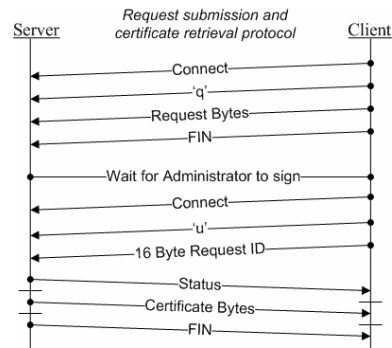 Request submission and
certificate retrieval protocol
Server
Client
Connect
'q'
Request Bytes
FIN
Wait for Administrator to sign
Connect
'u'
16 Byte Request ID
Status
Certificate Bytes
FIN